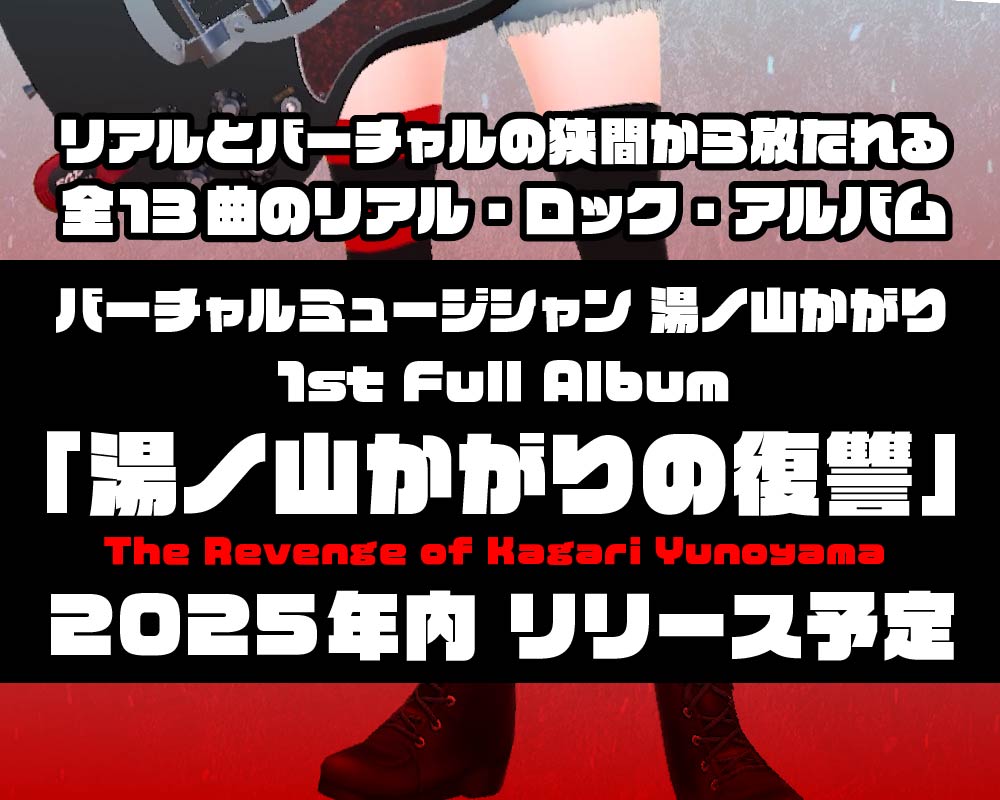 リアルとバーチャルの狭間から放たれる
全13曲のリアル・ロック・アルバム
バーチャルミュージシャン 湯ノ山かがり
1st Full Album
「湯ノ山かがりの復讐」
The Revenge of Kagari Yunoyama
2025年内 リリース予定